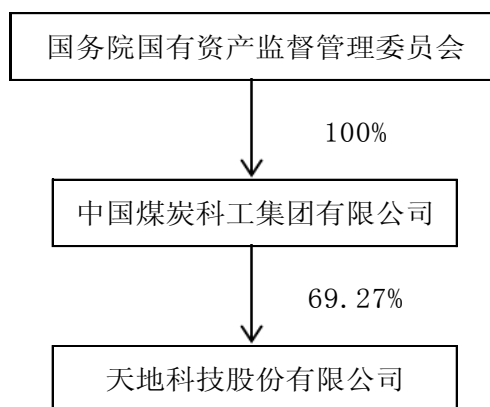 国务院国有资产监督管理委员会
100%
中国煤炭科工集团有限公司
69.27%
天地科技股份有限公司